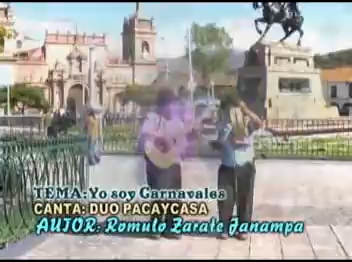 TEMA: Yo soy Carnavales
CANTA: DUO PACAYCASA
AUTOR: Romulo Zarate Janampa